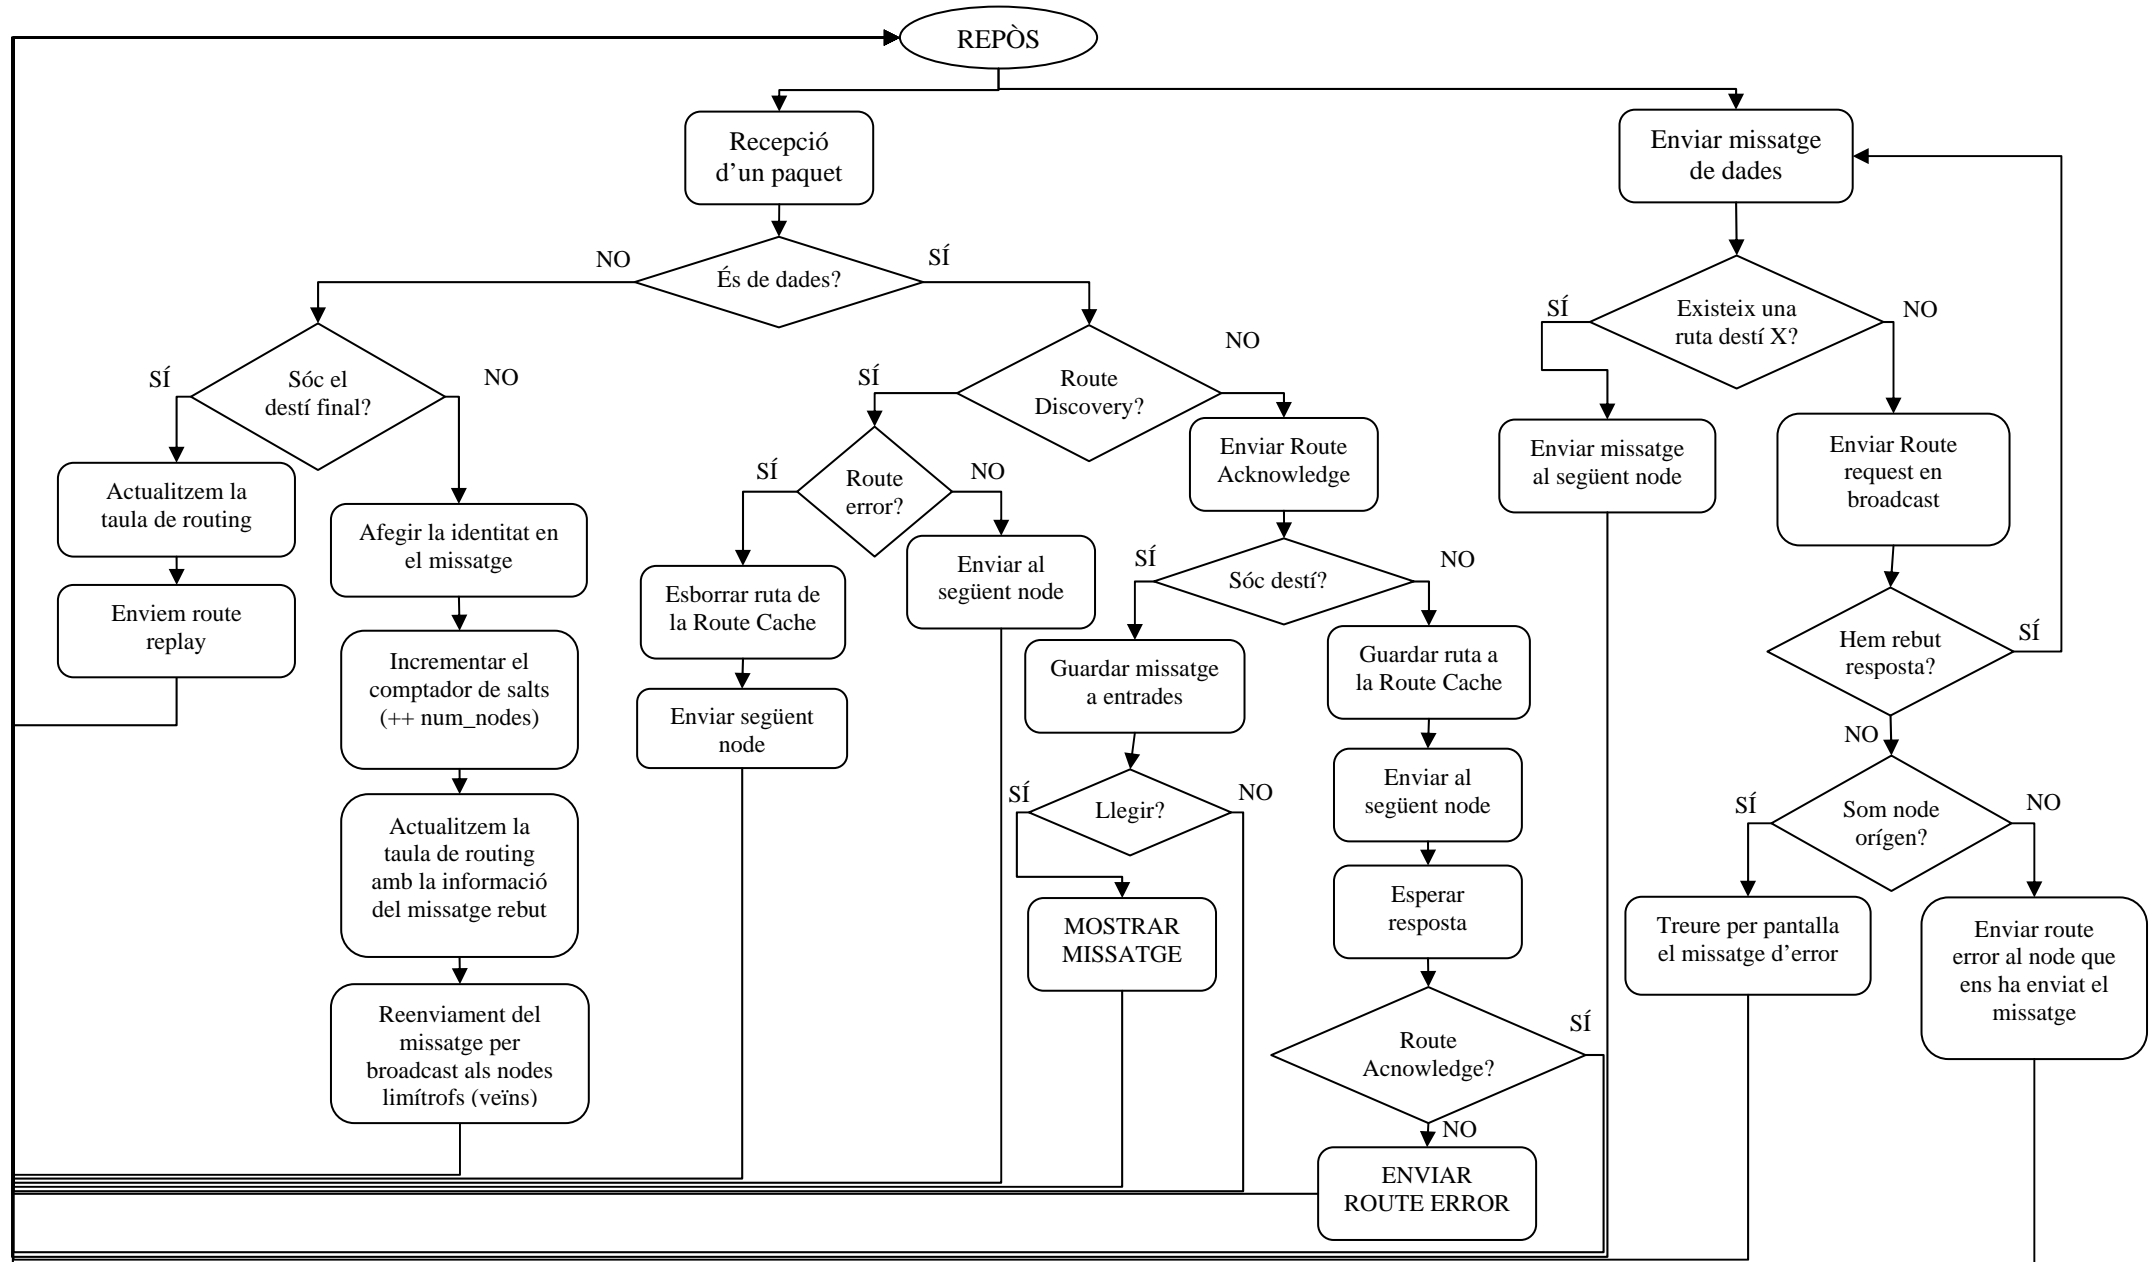 REPÒS
Recepció
d’un paquet
Enviar missatge
de dades
NO
És de dades?
SÍ
SÍ
Existeix una
ruta destí X?
NO
SÍ
Sóc el
destí final?
NO
SÍ
Route
Discovery?
NO
Actualitzem la
taula de routing
Enviem route
replay
Afegir la identitat en
el missatge
Incrementar el
comptador de salts
(++ num_nodes)
Actualitzem la
taula de routing
amb la informació
del missatge rebut
Reenviament del
missatge per
broadcast als nodes
limítrofs (veïns)
SÍ
Route
error?
NO
Esborrar ruta de
la Route Cache
Enviar següent
node
Enviar al
següent node
Enviar Route
Acknowledge
SÍ
Sóc destí?
NO
Guardar missatge
a entrades
SÍ
Llegir?
NO
MOSTRAR
MISSATGE
Guardar ruta a
la Route Cache
Enviar al
següent node
Esperar
resposta
Route
Acnowledge?
SÍ
NO
ENVIAR
ROUTE ERROR
Enviar missatge
al següent node
Enviar Route
request en
broadcast
Hem rebut
resposta?
SÍ
NO
SÍ
Som node
orígen?
NO
Treure per pantalla
el missatge d’error
Enviar route
error al node que
ens ha enviat el
missatge